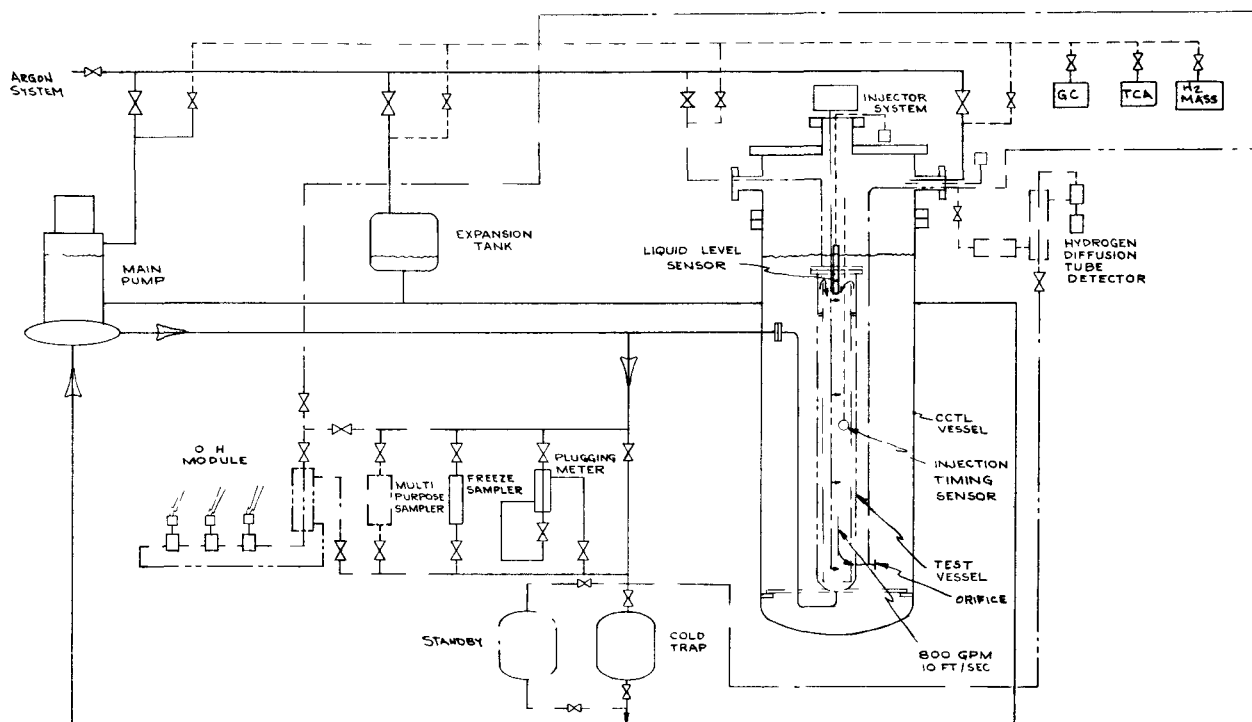 ARGON
SYSTEM
INJECTOR
SYSTEM
GC
TCA
H2
MASS
EXPANSION
TANK
MAIN
PUMP
LIQUID LEVEL
SENSOR
HYDROGEN
DIFFUSION
TUBE
DETECTOR
CCTL
VESSEL
INJECTION
TIMING
SENSOR
O H
MODULE
MULTI
PURPOSE
SAMPLER
FREEZE
SAMPLER
PLUGGING
METER
TEST
VESSEL
ORIFICE
STANDBY
COLD
TRAP
800 GPM
10 FT/SEC